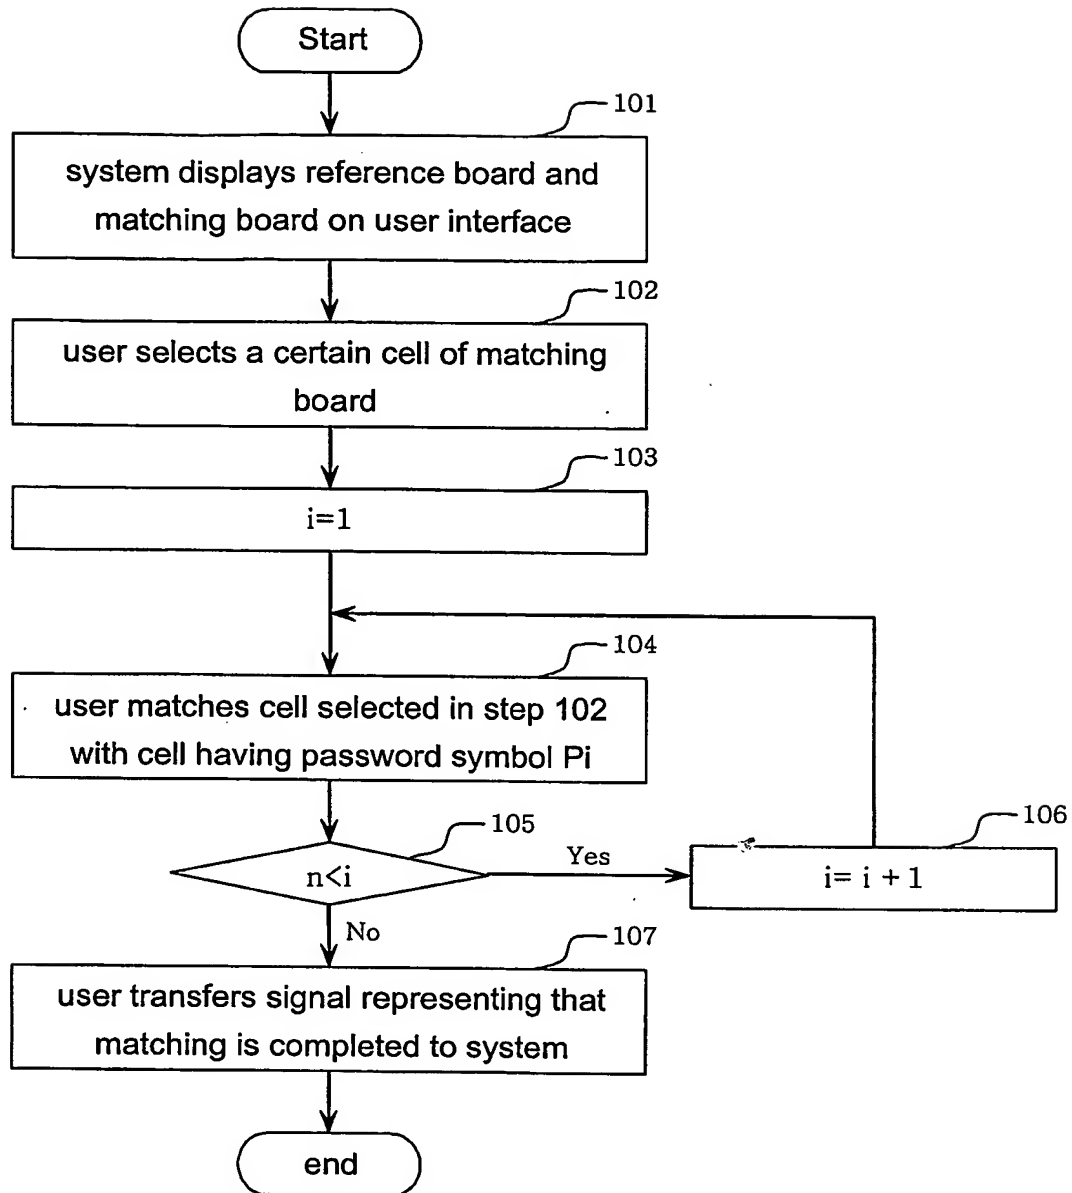 Start
101
system displays reference board and
matching board on user interface
102
user selects a certain cell of matching
board
103
i=1
104
user matches cell selected in step 102
with cell having password symbol Pi
105
n<i
Yes
106
i= i + 1
No
107
user transfers signal representing that
matching is completed to system
end